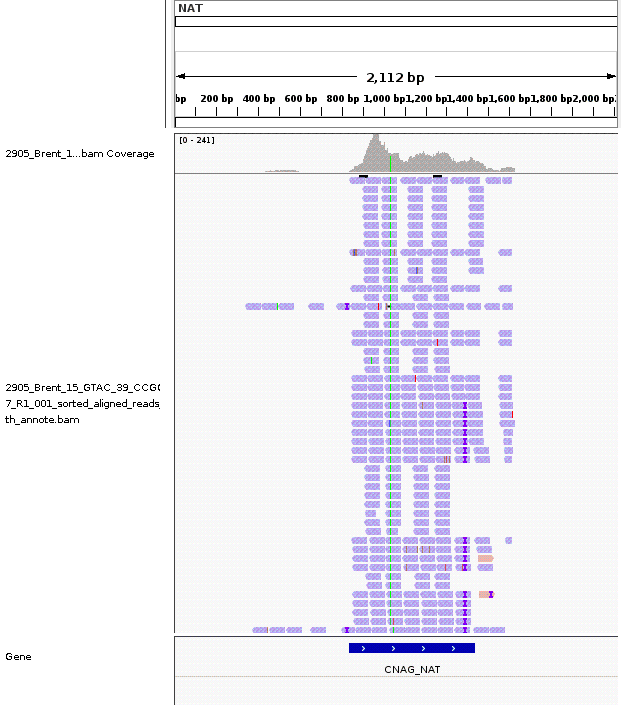 NAT
2,112 bp
bp 200 bp 400 bp 600 bp 800 bp 1,000 bp 1,200 bp 1,400 bp 1,600 bp 1,800 bp 2,000 bp
[0 - 241]
2905_Brent_1...bam Coverage
2905_Brent_15_GTAC_39_CCG
7_R1_001_sorted_aligned_reads_
th_annote.bam
Gene
CNAG_NAT